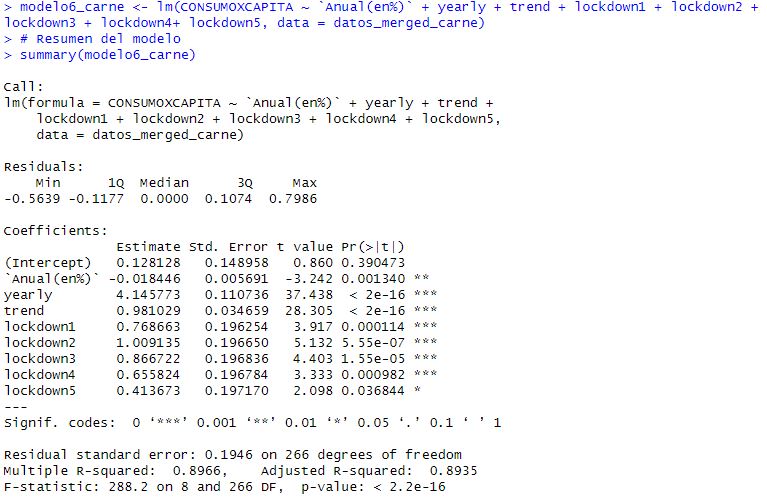 > modelo6_carne <- lm(CONSUMOXCAPITA ~ `Anual(en%)` + yearly + trend + lockdown1 + lockdown2 +
lockdown3 + lockdown4+ lockdown5, data = datos_merged_carne)
> # Resumen del modelo
> summary(modelo6_carne)
Call:
lm(formula = CONSUMOXCAPITA ~ `Anual(en%)` + yearly + trend +
    lockdown1 + lockdown2 + lockdown3 + lockdown4 + lockdown5,
    data = datos_merged_carne)
Residuals:
    Min      1Q  Median      3Q     Max
-0.5639 -0.1177  0.0000  0.1074  0.7986
Coefficients:
              Estimate Std. Error t value Pr(>|t|)
(Intercept)   0.128128   0.148958   0.860 0.390473
`Anual(en%)` -0.018446   0.005691  -3.242 0.001340 **
yearly        4.145773   0.110736  37.438  < 2e-16 ***
trend         0.981029   0.034659  28.305  < 2e-16 ***
lockdown1     0.768663   0.196254   3.917 0.000114 ***
lockdown2     1.009135   0.196650   5.132 5.55e-07 ***
lockdown3     0.866722   0.196836   4.403 1.55e-05 ***
lockdown4     0.655824   0.196784   3.333 0.000982 ***
lockdown5     0.413673   0.197170   2.098 0.036844 *
---
Signif. codes:  0 ‘***’ 0.001 ‘**’ 0.01 ‘*’ 0.05 ‘.’ 0.1 ‘ ’ 1
Residual standard error: 0.1946 on 266 degrees of freedom
Multiple R-squared:  0.8966,    Adjusted R-squared:  0.8935
F-statistic: 288.2 on 8 and 266 DF,  p-value: < 2.2e-16